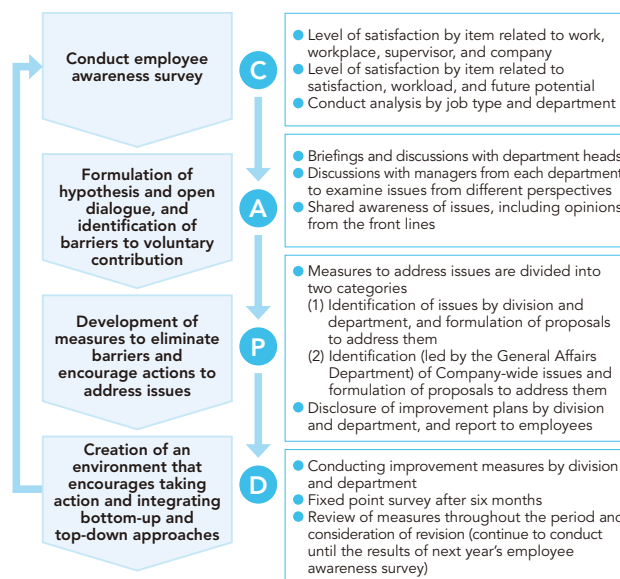 Conduct employee
awareness survey
C
● Level of satisfaction by item related to work,
workplace, supervisor, and company
● Level of satisfaction by item related to
satisfaction, workload, and future potential
● Conduct analysis by job type and department
Formulation of
hypothesis and open
dialogue, and
identification of
barriers to voluntary
contribution
A
● Briefings and discussions with department heads
● Discussions with managers from each department
to examine issues from different perspectives
● Shared awareness of issues, including opinions
from the front lines
Development of
measures to eliminate
barriers and
encourage actions to
address issues
P
● Measures to address issues are divided into
two categories
(1) Identification of issues by division and
department, and formulation of proposals
to address them
(2) Identification (led by the General Affairs
Department) of Company-wide issues and
formulation of proposals to address them
● Disclosure of improvement plans by division
and department, and report to employees
Creation of an
environment that
encourages taking
action and integrating
bottom-up and
top-down approaches
D
● Conducting improvement measures by division
and department
● Fixed point survey after six months
● Review of measures throughout the period and
consideration of revision (continue to conduct
until the results of next year's employee
awareness survey)